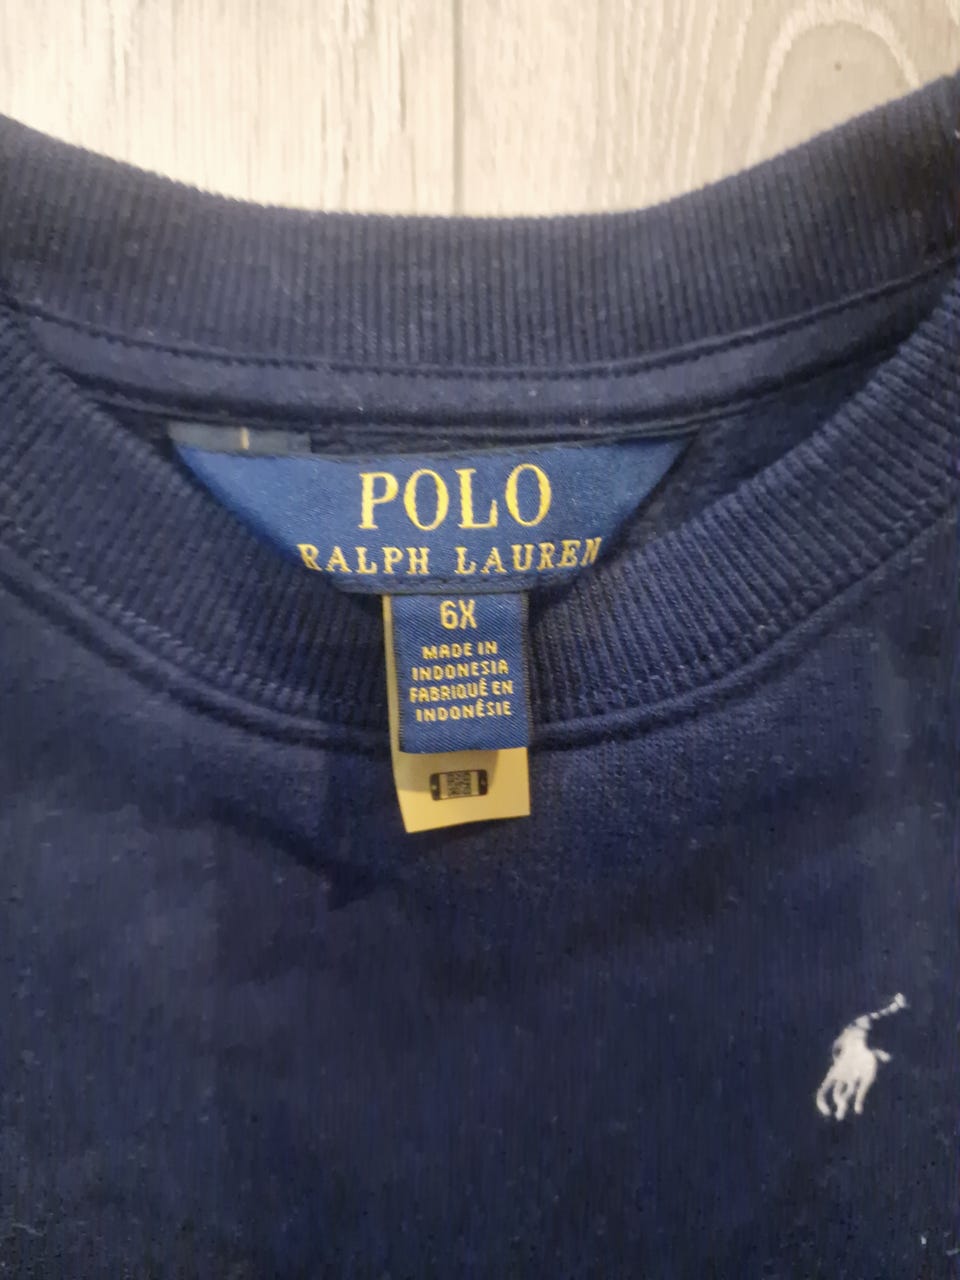 POLO
RALPH LAUREN
6X
MADE IN
INDONESIA
FABRIQUÉ EN
INDONÉSIE